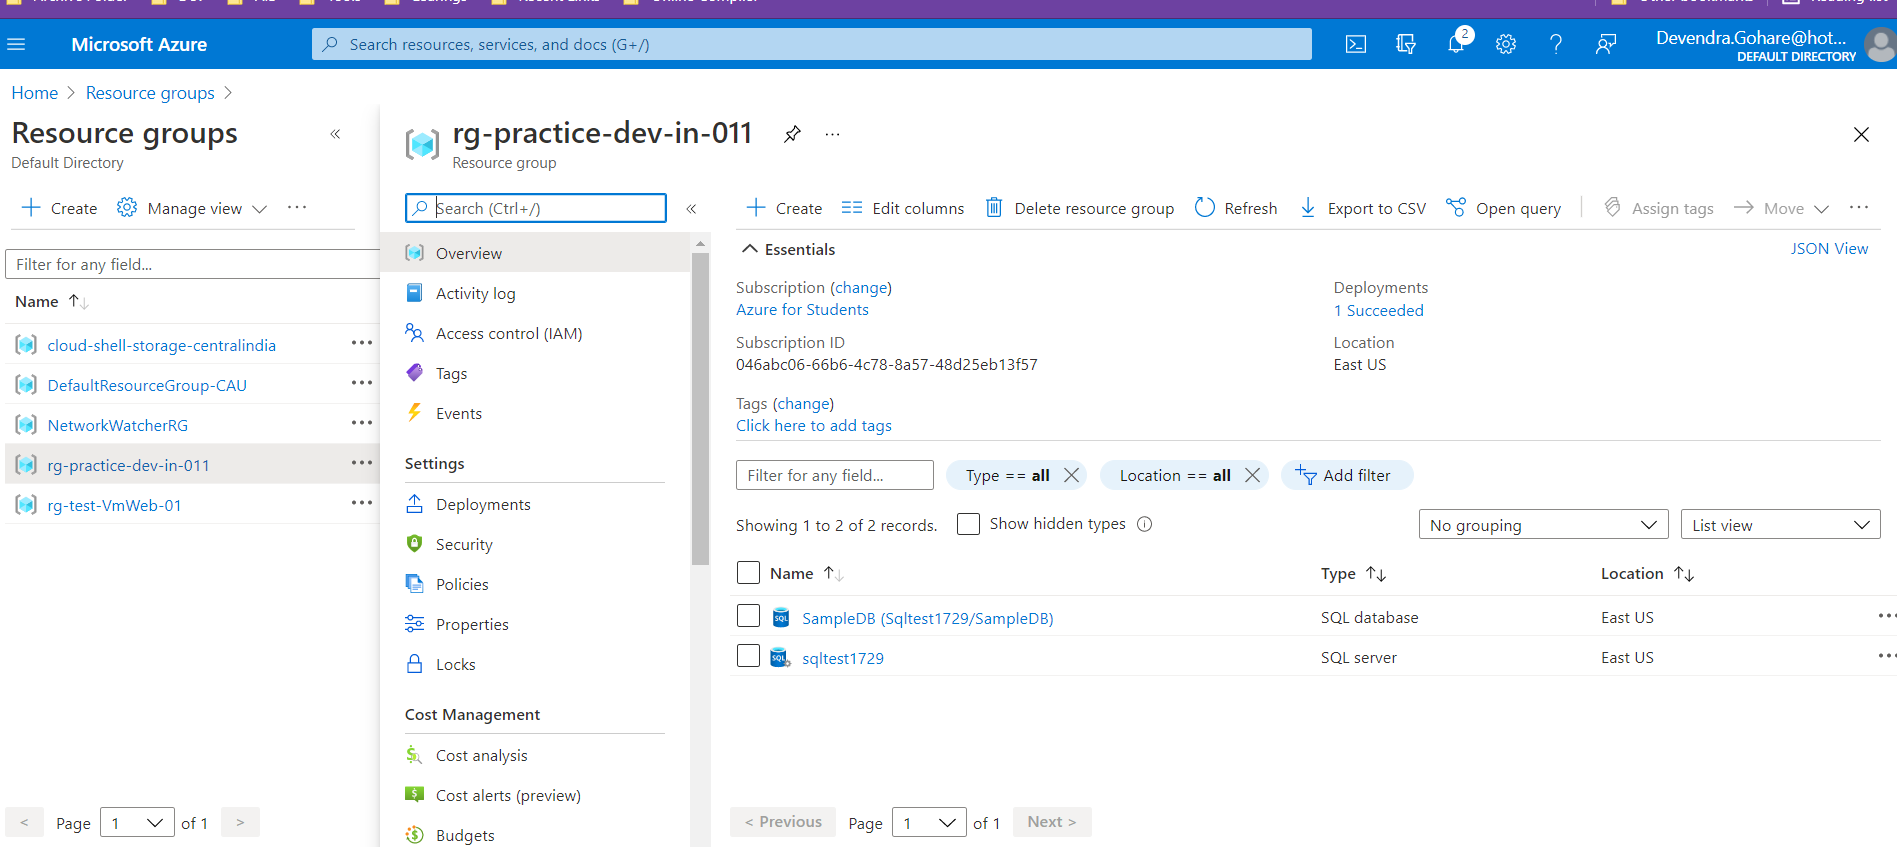 Microsoft Azure
Search resources, services, and docs (G+/)
2
Devendra.Gohare@hot...
DEFAULT DIRECTORY
Home > Resource groups >
Resource groups
Default Directory
Create
Manage view
...
Filter for any field...
Name
cloud-shell-storage-centralindia
DefaultResourceGroup-CAU
NetworkWatcherRG
rg-practice-dev-in-011
rg-test-VmWeb-01
< Page 1 of 1 >
rg-practice-dev-in-011
Resource group
Search (Ctrl+/)
Overview
Activity log
Access control (IAM)
Tags
Events
Settings
Deployments
Security
Policies
Properties
Locks
Cost Management
Cost analysis
Cost alerts (preview)
Budgets
Create
Edit columns
Delete resource group
Refresh
Export to CSV
Open query
Assign tags
Move
...
Essentials
JSON View
Subscription (change)
Azure for Students
Subscription ID
046abc06-66b6-4c78-8a57-48d25eb13f57
Tags (change)
Click here to add tags
Deployments
1 Succeeded
Location
East US
Filter for any field...
Type == all
Location == all
Add filter
Showing 1 to 2 of 2 records.
Show hidden types
No grouping
List view
Name Type Location
SampleDB (Sqltest1729/SampleDB) SQL database East US
sqltest1729 SQL server East US
< Previous Page 1 of 1 Next >